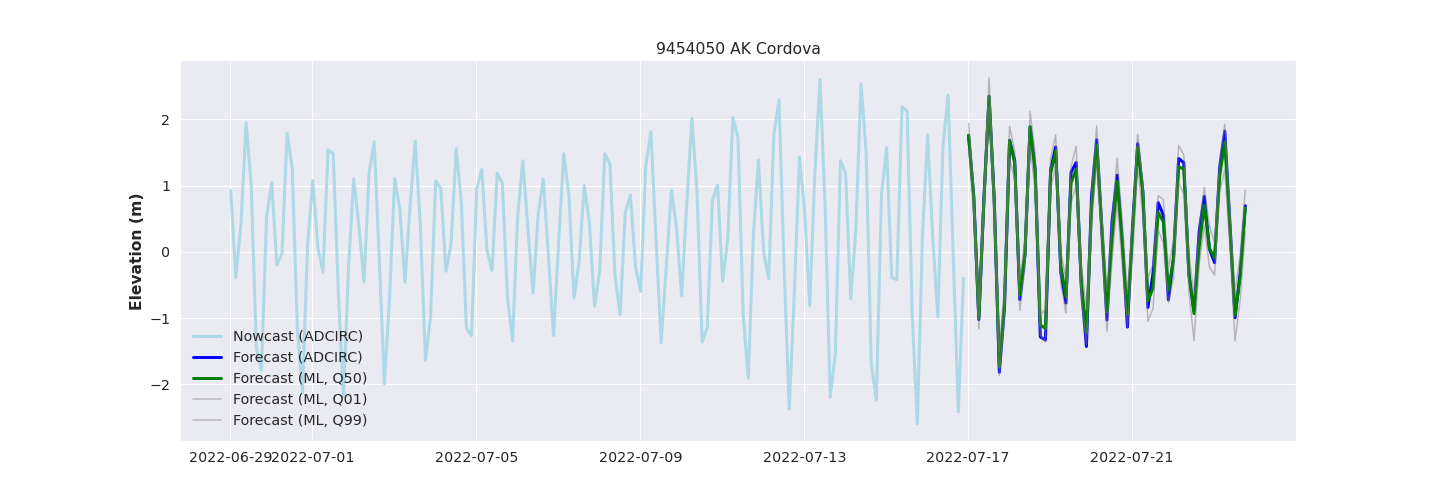 9454050 AK Cordova
Elevation (m)
2
1
0
−1
−2
Nowcast (ADCIRC)
Forecast (ADCIRC)
Forecast (ML, Q50)
Forecast (ML, Q01)
Forecast (ML, Q99)
2022-06-29 2022-07-01 2022-07-05 2022-07-09 2022-07-13 2022-07-17 2022-07-21